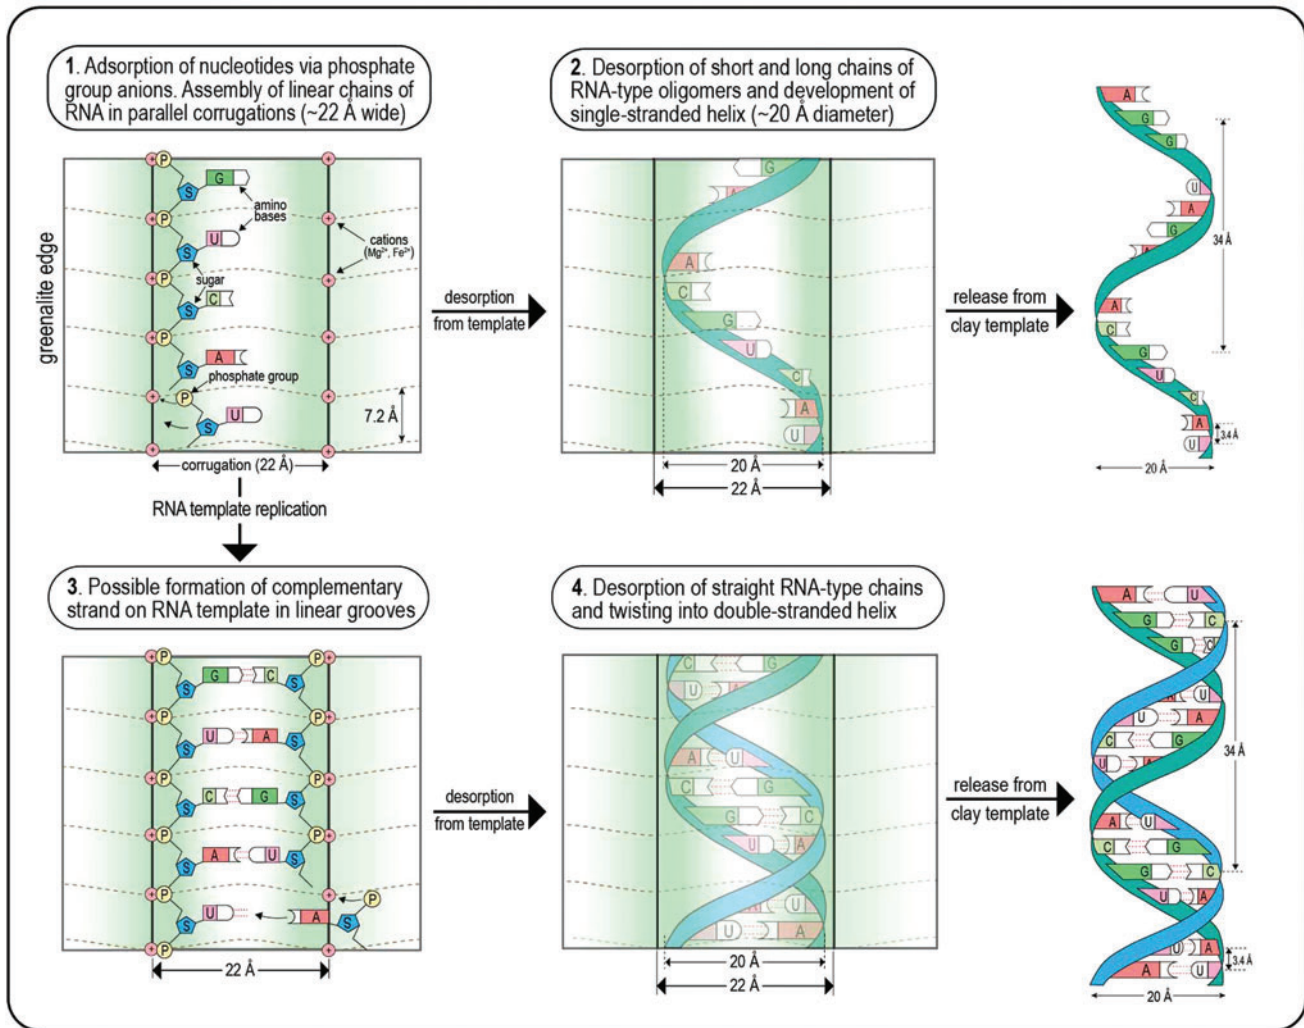 1. Adsorption of nucleotides via phosphate
group anions. Assembly of linear chains of
RNA in parallel corrugations (~22 Å wide)
2. Desorption of short and long chains of
RNA-type oligomers and development of
single-stranded helix (~20 Å diameter)
greenalite edge
+ P
S G
amino
bases
+ P
+
S U
cations
(Mg²⁺, Fe²⁺)
+ P
+
sugar
S C
+ P
+
S A
phosphate group
+ P
+
S U
7.2 Å
+
+
corrugation (22 Å)
desorption
from template
G
A
A
C
G
U
C
A
U
20 Å
22 Å
release from
clay template
A
G
G
U
A
G
A
A
C
G
U
C
A
U
34 Å
3.4 Å
20 Å
RNA template replication
3. Possible formation of complementary
strand on RNA template in linear grooves
4. Desorption of straight RNA-type chains
and twisting into double-stranded helix
+ P P +
S G C S
+ P P +
S U A S
+ P P +
S C G S
+ P P +
S A U S
+ P + P
S U A S
+ P +
22 Å
desorption
from template
C G
U A
A U
C G
G C
U A
A U
U A
20 Å
22 Å
release from
clay template
A U
G C
G C
A U
U A
C G
U A
A U
C G
G C
U A
U A
A U
34 Å
3.4 Å
20 Å